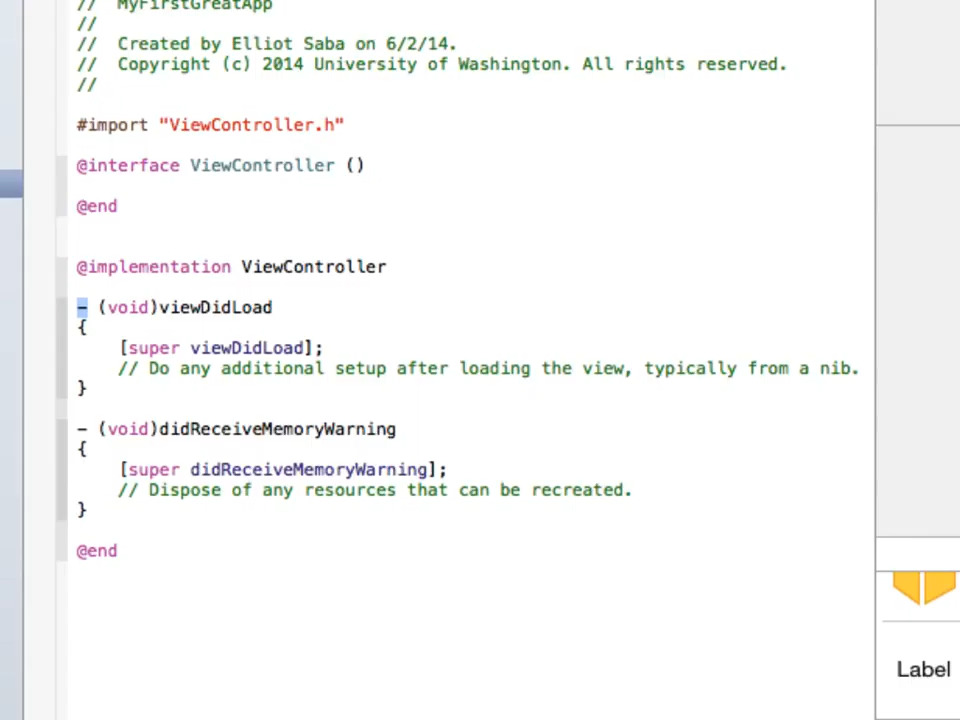 //  MyFirstGreatApp
//
//  Created by Elliot Saba on 6/2/14.
//  Copyright (c) 2014 University of Washington. All rights reserved.
//
#import "ViewController.h"
@interface ViewController ()
@end
@implementation ViewController
- (void)viewDidLoad
{
    [super viewDidLoad];
    // Do any additional setup after loading the view, typically from a nib.
}
- (void)didReceiveMemoryWarning
{
    [super didReceiveMemoryWarning];
    // Dispose of any resources that can be recreated.
}
@end
Label